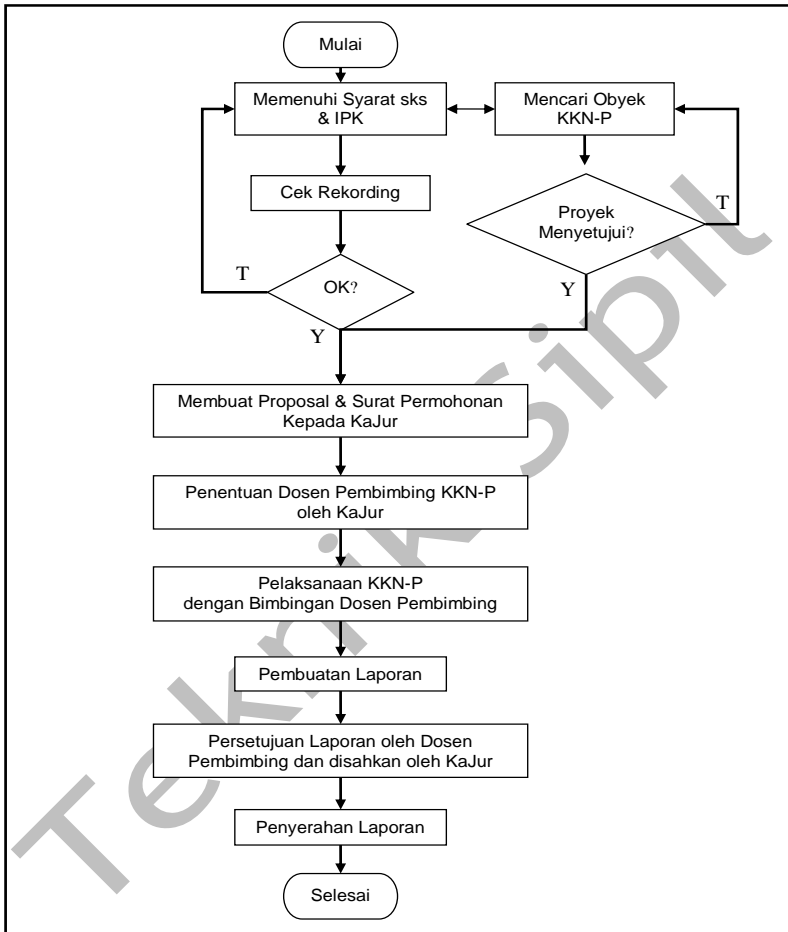 Mulai
Memenuhi Syarat sks
& IPK
Mencari Obyek
KKN-P
Cek Rekording
Proyek
Menyetujui?
T
T
OK?
Y
Y
Membuat Proposal & Surat Permohonan
Kepada KaJur
Penentuan Dosen Pembimbing KKN-P
oleh KaJur
Pelaksanaan KKN-P
dengan Bimbingan Dosen Pembimbing
Pembuatan Laporan
Persetujuan Laporan oleh Dosen
Pembimbing dan disahkan oleh KaJur
Penyerahan Laporan
Selesai
Teknik Sipil